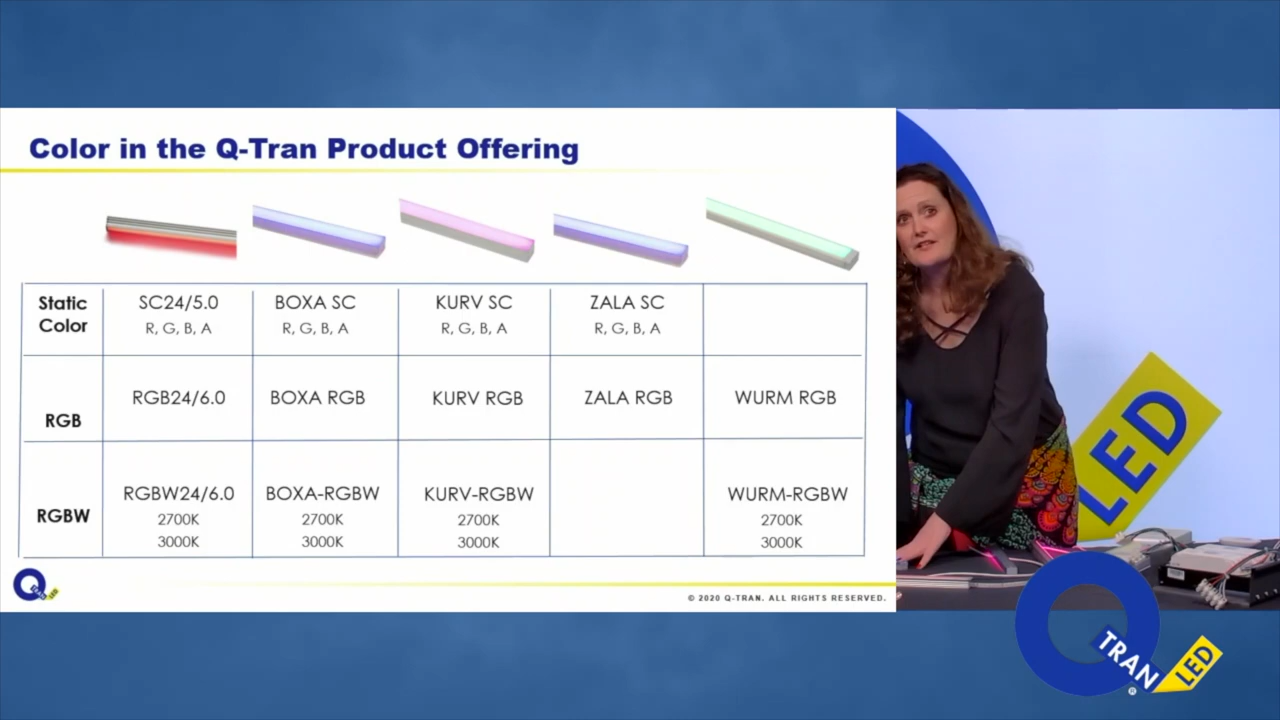 Color in the Q-Tran Product Offering
Static Color
SC24/5.0
R, G, B, A
BOXA SC
R, G, B, A
KURV SC
R, G, B, A
ZALA SC
R, G, B, A
RGB
RGB24/6.0
BOXA RGB
KURV RGB
ZALA RGB
WURM RGB
RGBW
RGBW24/6.0
2700K
3000K
BOXA-RGBW
2700K
3000K
KURV-RGBW
2700K
3000K
WURM-RGBW
2700K
3000K
Q TRAN LED
© 2020 Q-TRAN. ALL RIGHTS RESERVED.
LED
Q TRAN LED
®